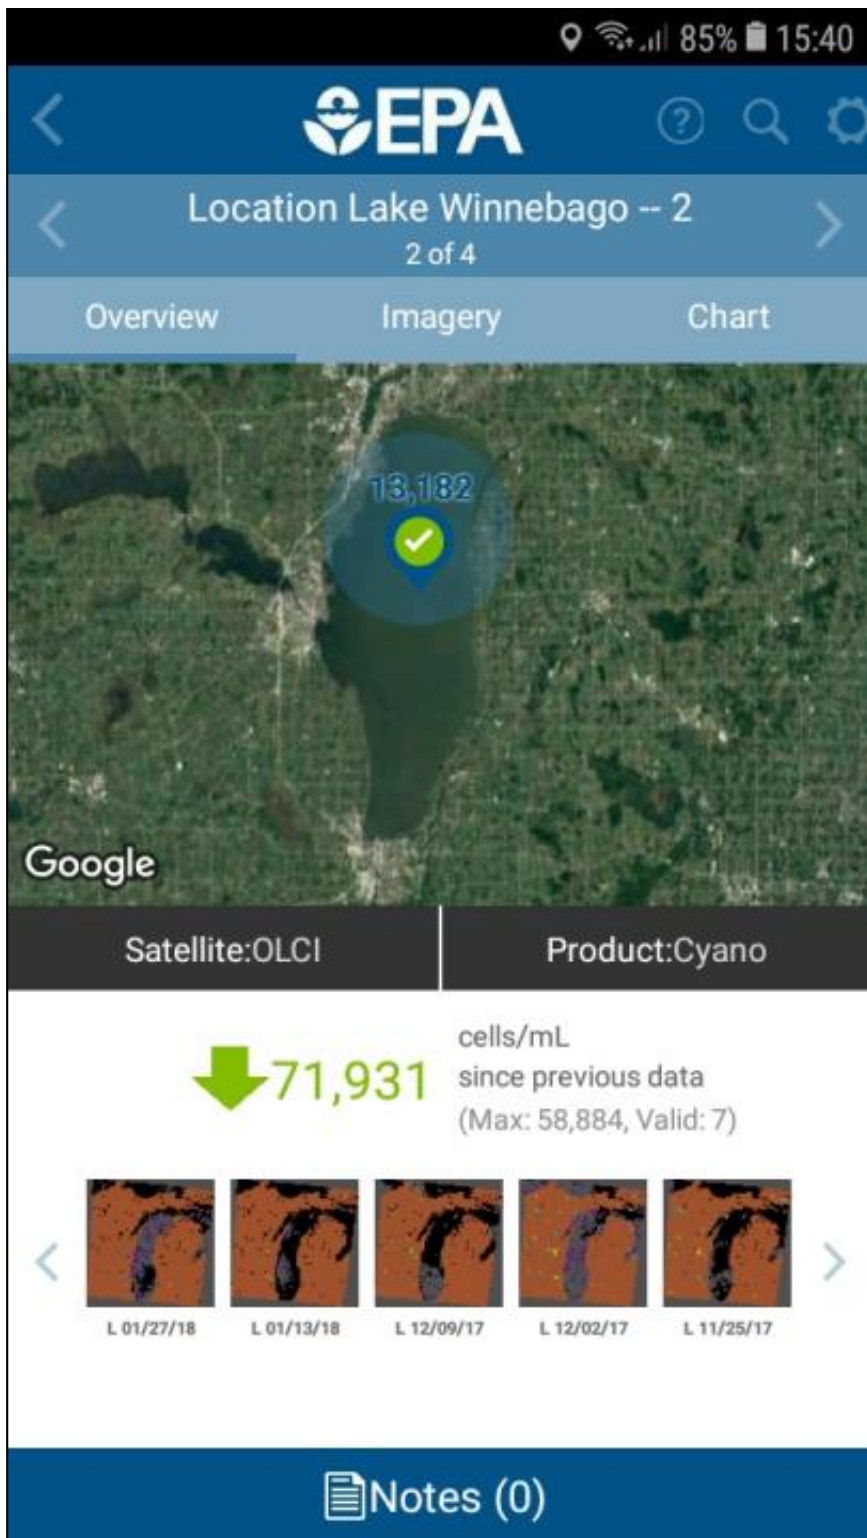 85% 15:40
EPA
Location Lake Winnebago -- 2
2 of 4
Overview Imagery Chart
13,182
Google
Satellite:OLCI Product:Cyano
71,931
cells/mL
since previous data
(Max: 58,884, Valid: 7)
L 01/27/18 L 01/13/18 L 12/09/17 L 12/02/17 L 11/25/17
Notes (0)